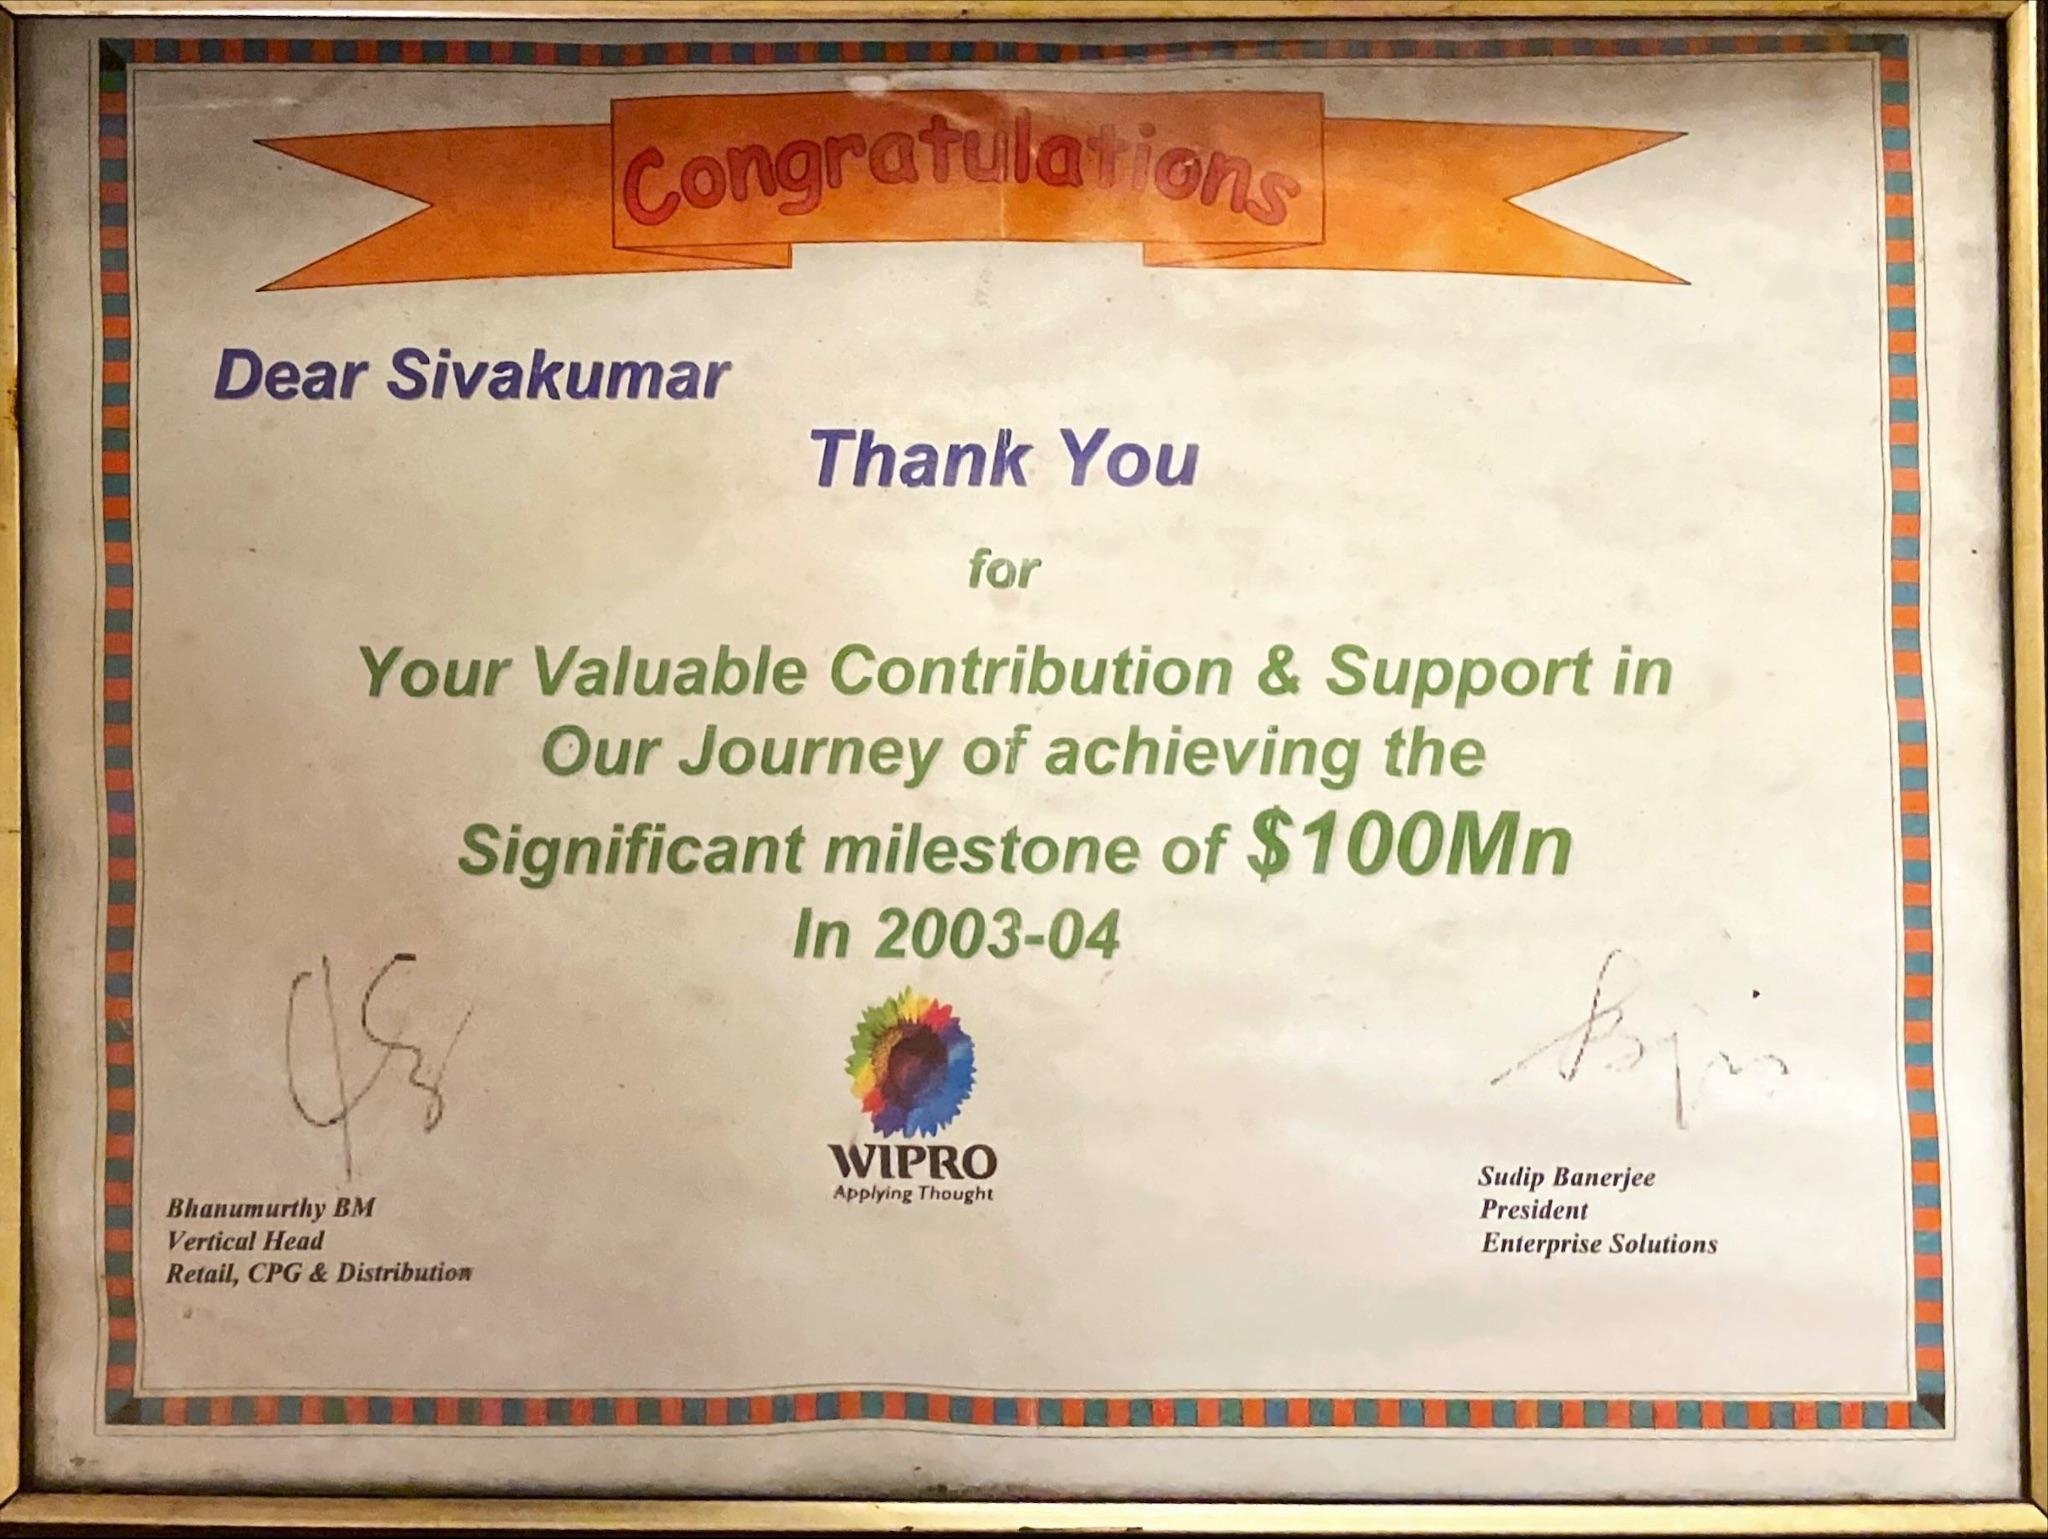 Congratulations
Dear Sivakumar
Thank You
for
Your Valuable Contribution & Support in
Our Journey of achieving the
Significant milestone of $100Mn
In 2003-04
WIPRO
Applying Thought
Bhanumurthy BM
Vertical Head
Retail, CPG & Distribution
Sudip Banerjee
President
Enterprise Solutions